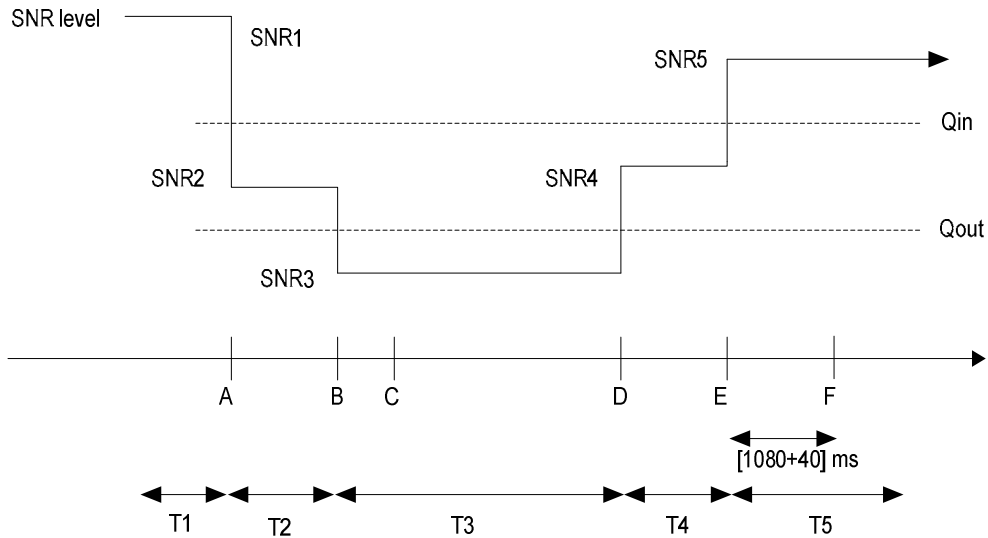 SNR level
SNR1
SNR5
Qin
SNR2
SNR4
Qout
SNR3
A B C D E F
[1080+40] ms
T1 T2 T3 T4 T5